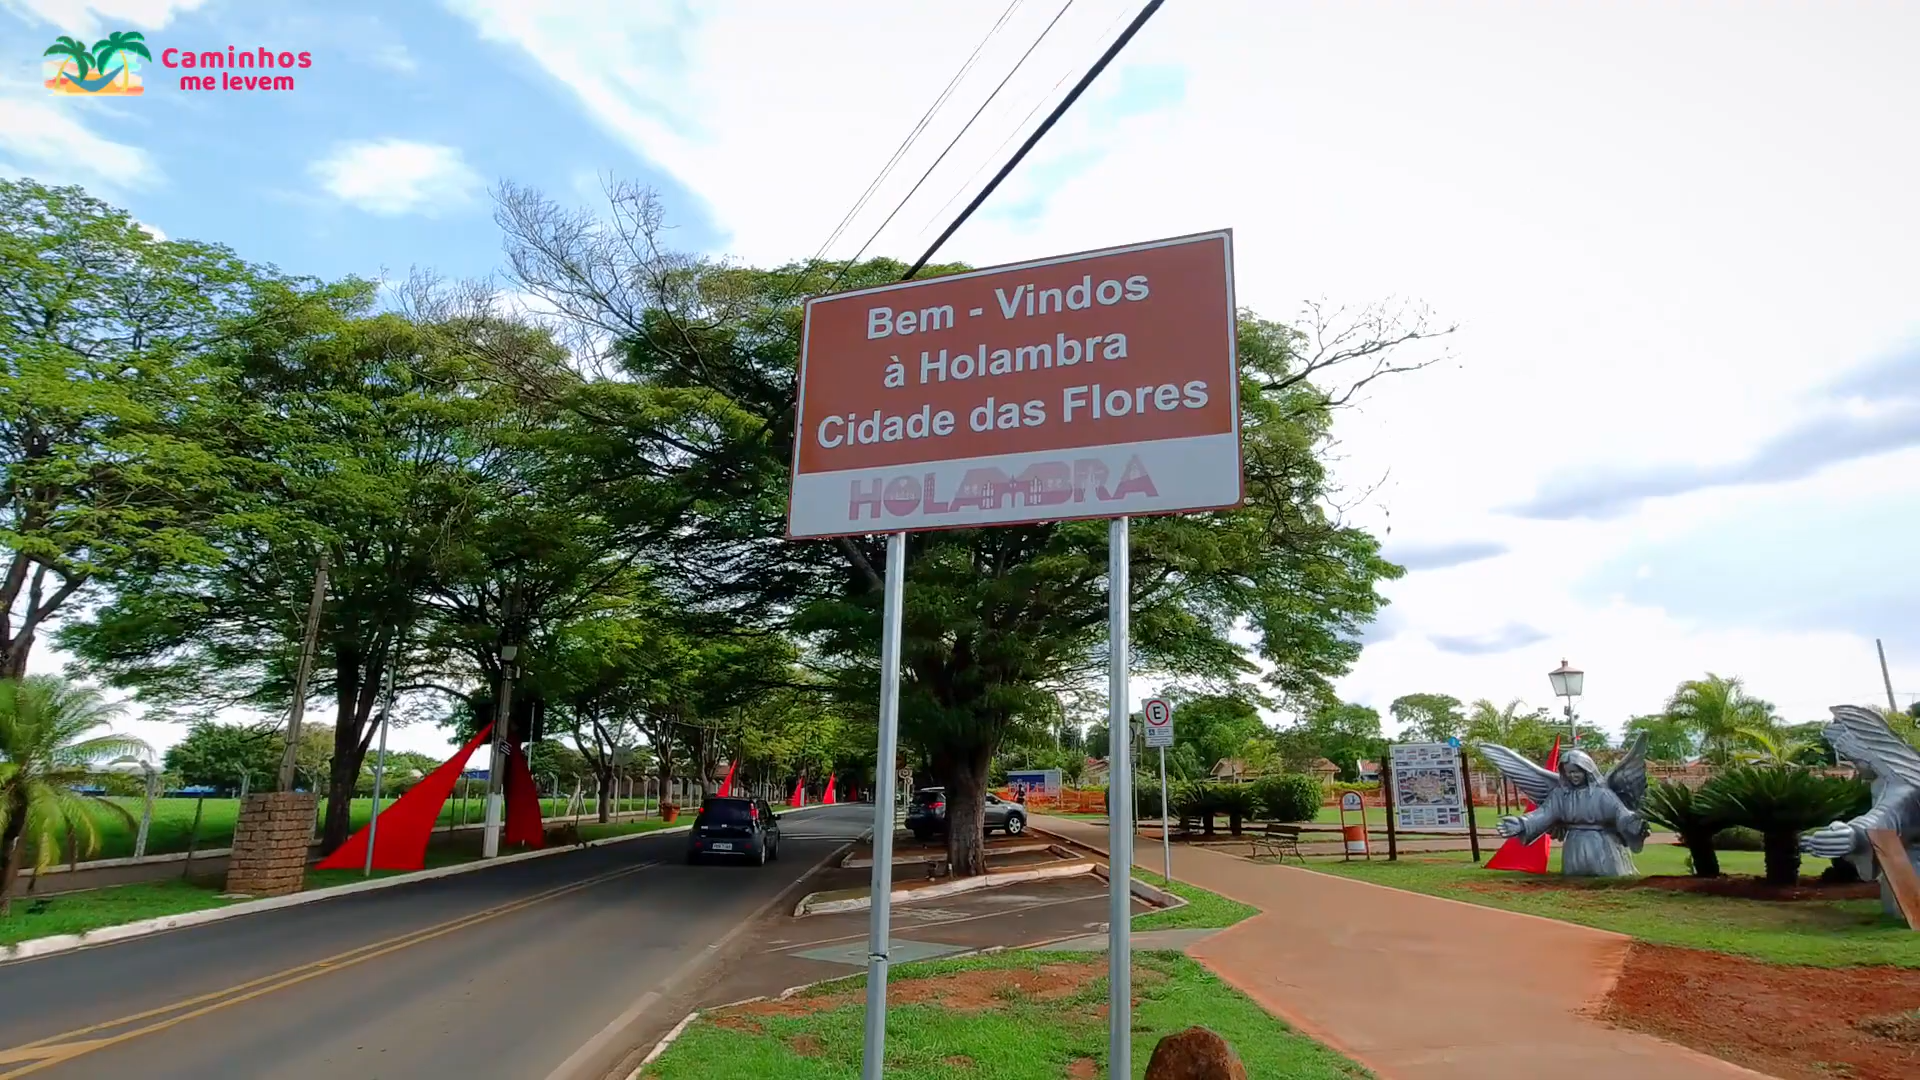 Caminhos
me levem
Bem - Vindos
à Holambra
Cidade das Flores
HOLAMBRA
E